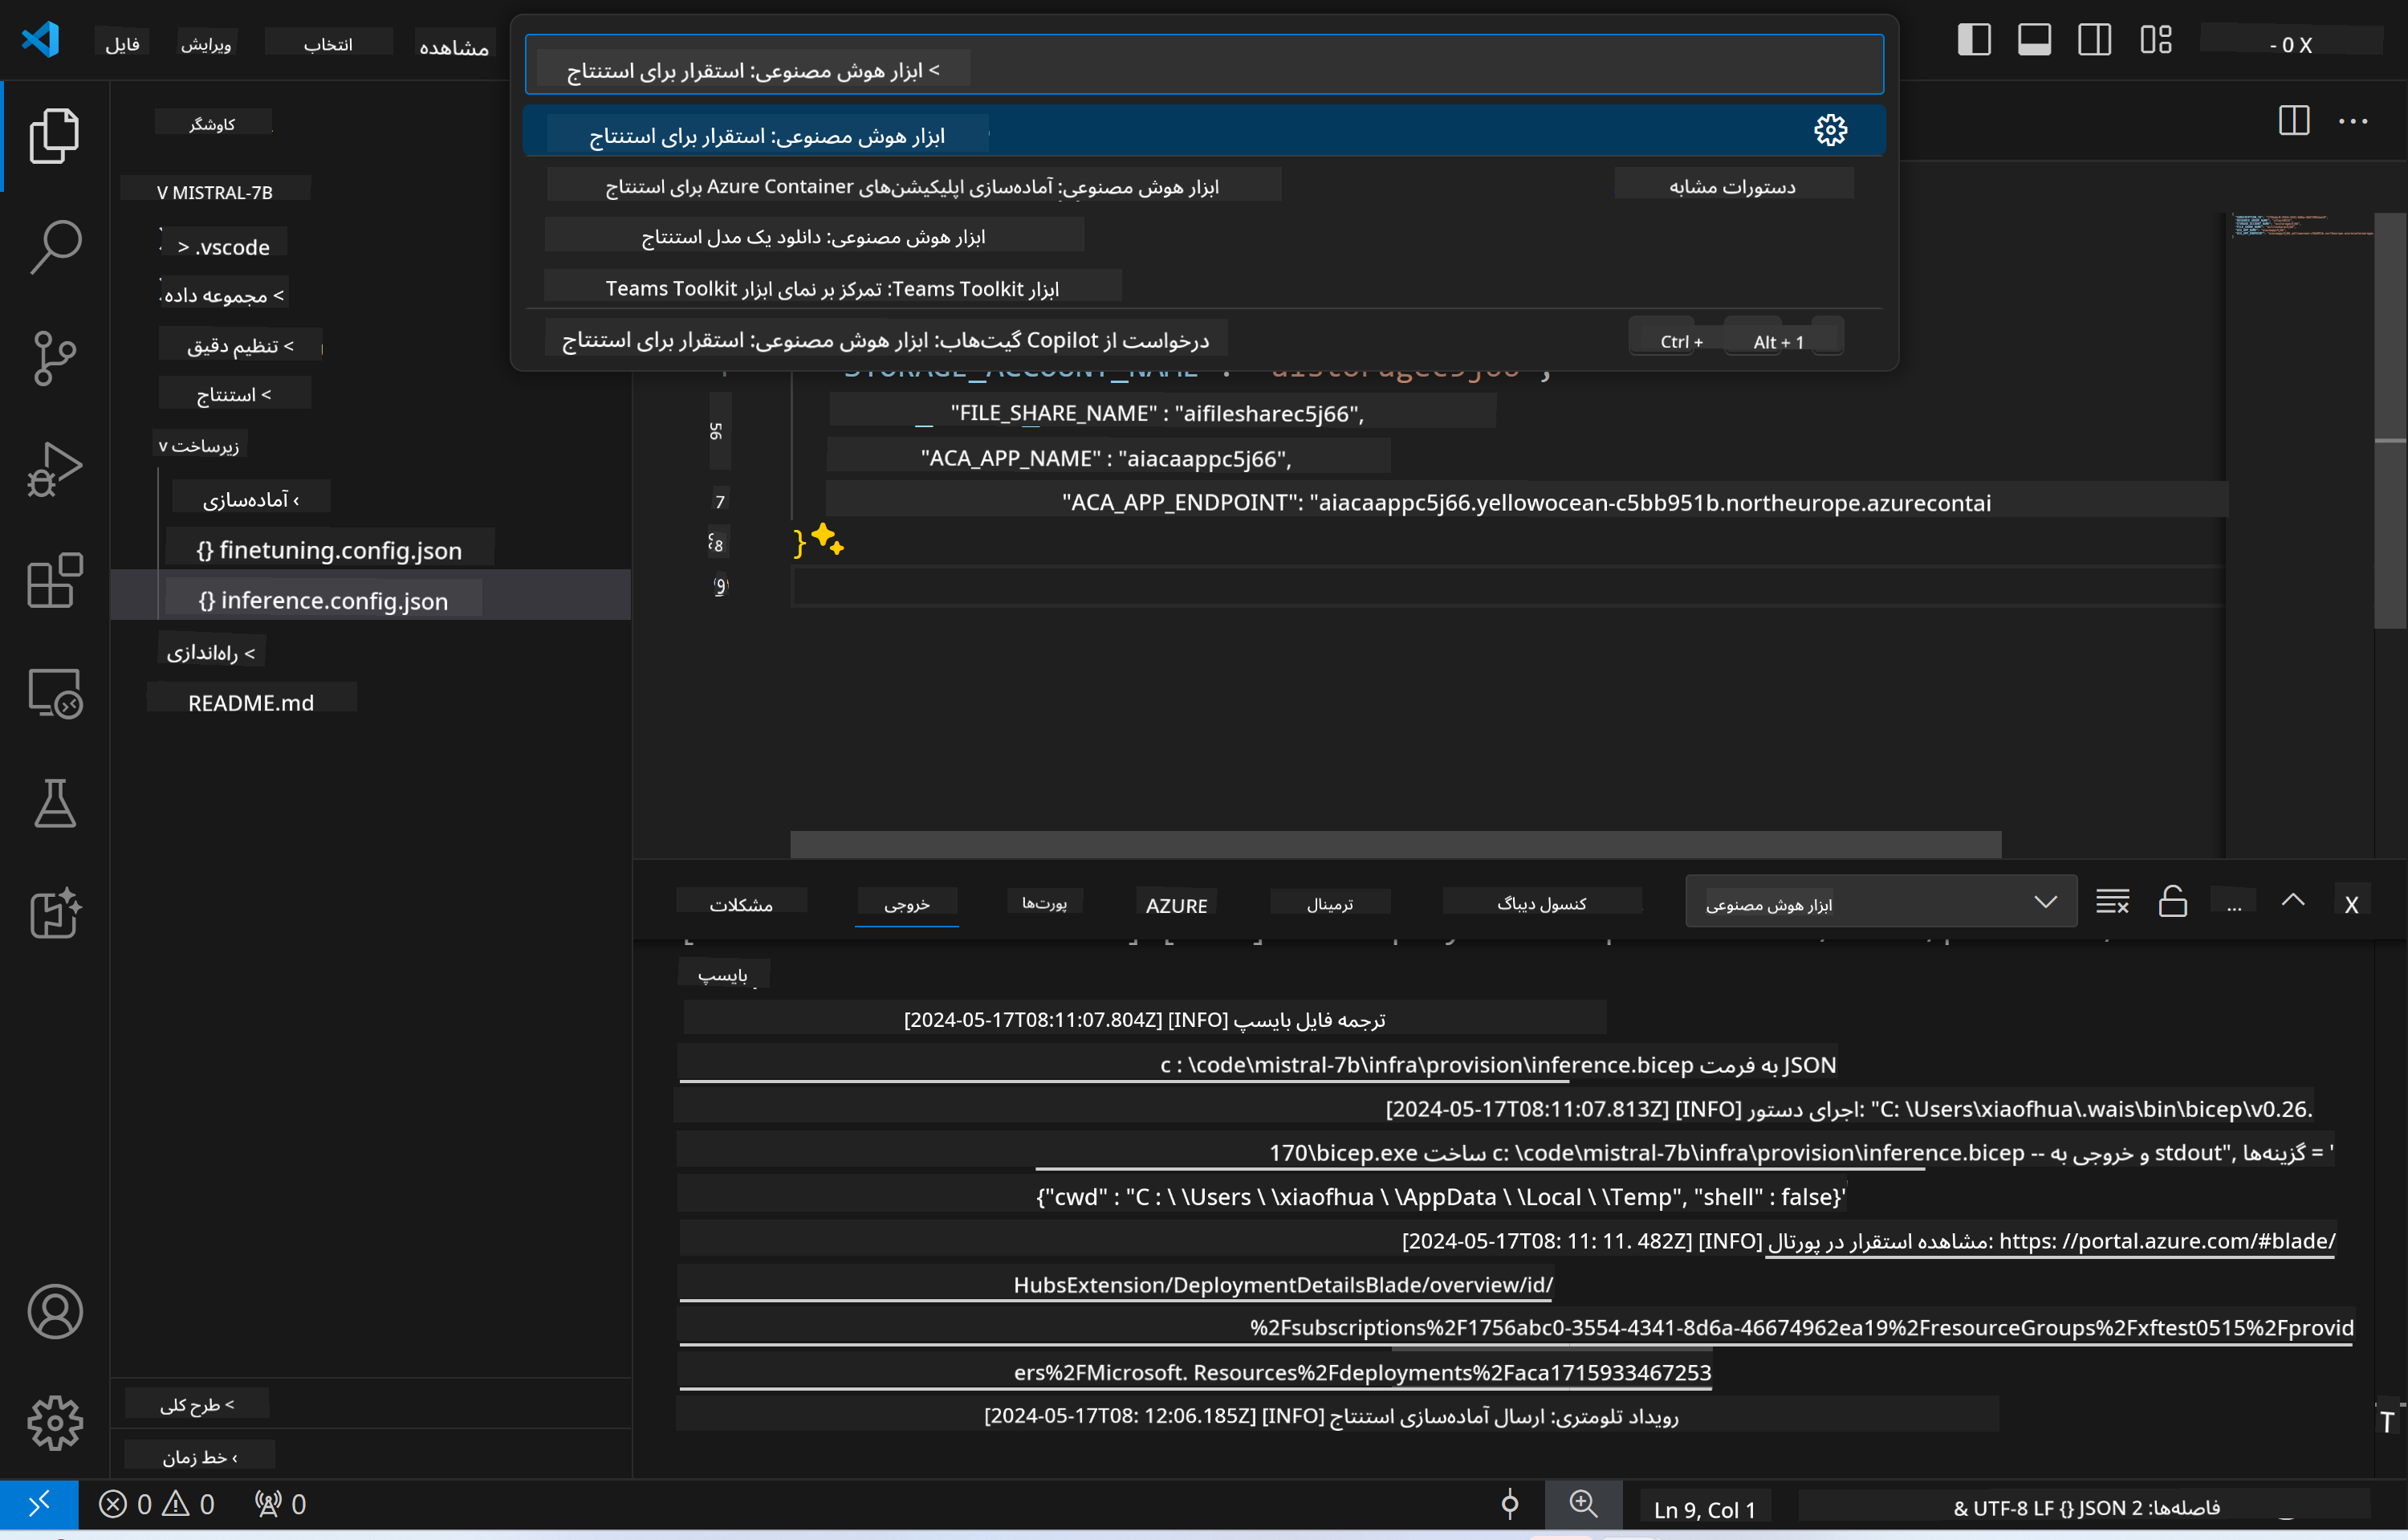 فایل ویرایش انتخاب مشاهده
- 0 X
> ابزار هوش مصنوعی: استقرار برای استنتاج
ابزار هوش مصنوعی: استقرار برای استنتاج
ابزار هوش مصنوعی: آماده‌سازی اپلیکیشن‌های Azure Container برای استنتاج
دستورات مشابه
ابزار هوش مصنوعی: دانلود یک مدل استنتاج
ابزار Teams Toolkit: تمرکز بر نمای ابزار Teams Toolkit
درخواست از Copilot گیت‌هاب: ابزار هوش مصنوعی: استقرار برای استنتاج
Ctrl + Alt + 1
کاوشگر
V MISTRAL-7B
> .vscode
> مجموعه داده
> تنظیم دقیق
> استنتاج
v زیرساخت
› آماده‌سازی
{} finetuning.config.json
{} inference.config.json
> راه‌اندازی
README.md
> طرح کلی
› خط زمان
STORAGE_ACCOUNT_NAME
56
"FILE_SHARE_NAME" : "aifilesharec5j66",
"ACA_APP_NAME" : "aiacaappc5j66",
7 "ACA_APP_ENDPOINT": "aiacaappc5j66.yellowocean-c5bb951b.northeurope.azurecontai
8 }
9
مشکلات خروجی پورت‌ها AZURE ترمینال کنسول دیباگ
ابزار هوش مصنوعی
... X
بایسپ
[2024-05-17T08:11:07.804Z] [INFO] ترجمه فایل بایسپ
c : \code\mistral-7b\infra\provision\inference.bicep به فرمت JSON
[2024-05-17T08:11:07.813Z] [INFO] اجرای دستور: "C: \Users\xiaofhua\.wais\bin\bicep\v0.26.
170\bicep.exe ساخت c: \code\mistral-7b\infra\provision\inference.bicep -- و خروجی به stdout", گزینه‌ها = '
{"cwd" : "C : \ \Users \ \xiaofhua \ \AppData \ \Local \ \Temp", "shell" : false}'
[2024-05-17T08: 11: 11. 482Z] [INFO] مشاهده استقرار در پورتال: https: //portal.azure.com/#blade/
HubsExtension/DeploymentDetailsBlade/overview/id/
%2Fsubscriptions%2F1756abc0-3554-4341-8d6a-46674962ea19%2FresourceGroups%2Fxftest0515%2Fprovid
ers%2FMicrosoft. Resources%2Fdeployments%2Faca1715933467253
[2024-05-17T08: 12:06.185Z] [INFO] رویداد تلومتری: ارسال آماده‌سازی استنتاج
T
0 0 0
Ln 9, Col 1
فاصله‌ها: 2 & UTF-8 LF {} JSON